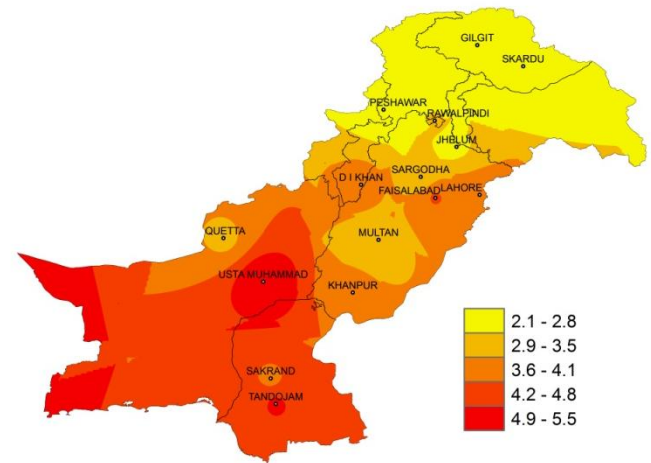 GILGIT
SKARDU
PESHAWAR
RAWALPINDI
JHELUM
SARGODHA
D I KHAN
FAISALABAD
LAHORE
QUETTA
MULTAN
USTA MUHAMMAD
KHANPUR
2.1 - 2.8
2.9 - 3.5
3.6 - 4.1
4.2 - 4.8
4.9 - 5.5
SAKRAND
TANDOJAM